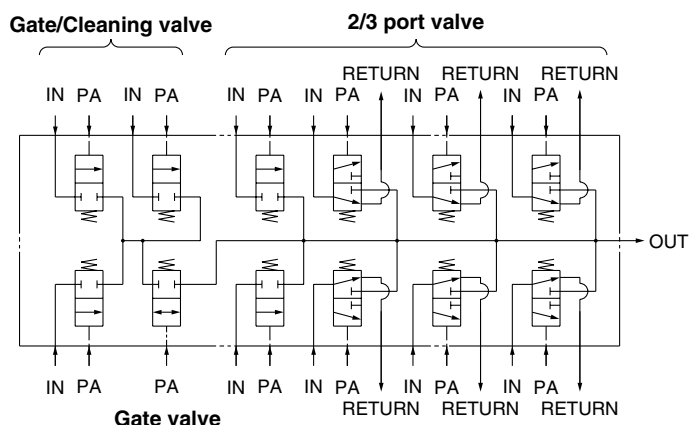 Gate/Cleaning valve 2/3 port valve
RETURN RETURN RETURN
IN PA IN PA IN PA IN PA IN PA IN PA
OUT
IN PA PA IN PA IN PA IN PA IN PA
RETURN RETURN RETURN
Gate valve